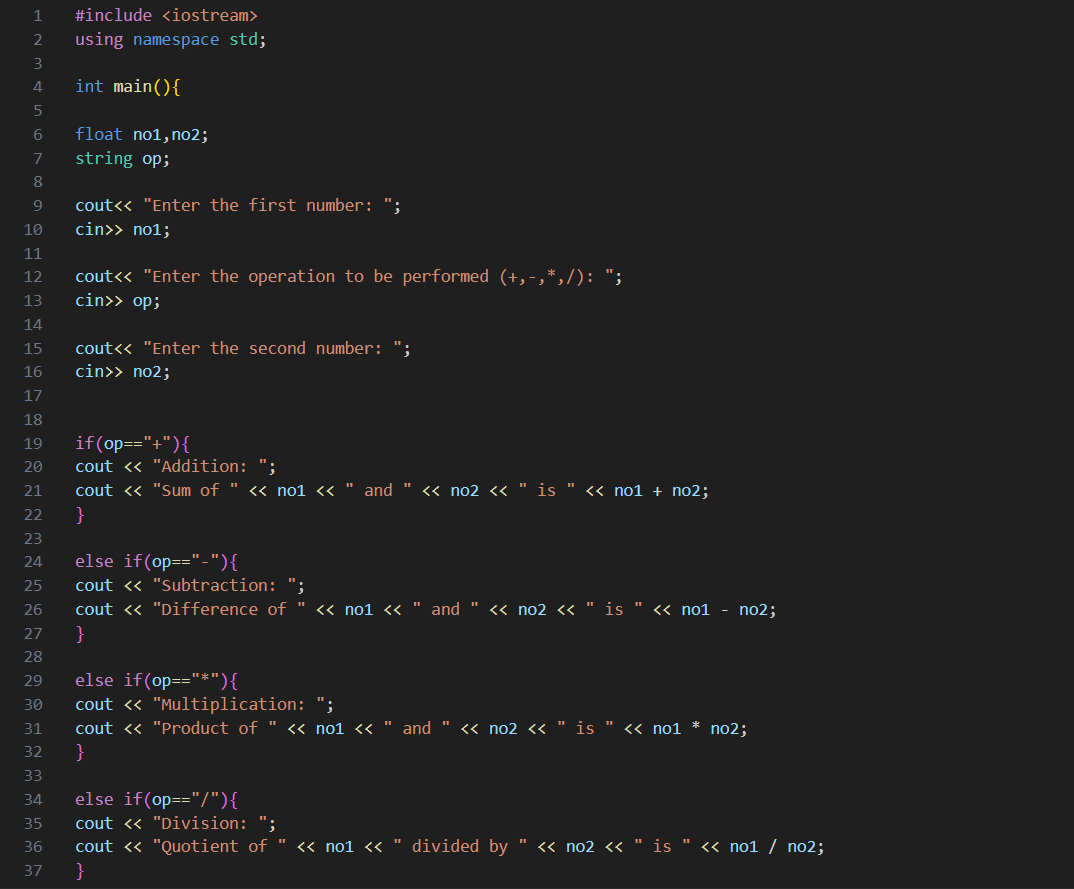 1 #include <iostream>
2 using namespace std;
3
4 int main(){
5
6 float no1,no2;
7 string op;
8
9 cout<< "Enter the first number: ";
10 cin>> no1;
11
12 cout<< "Enter the operation to be performed (+,-,*,/): ";
13 cin>> op;
14
15 cout<< "Enter the second number: ";
16 cin>> no2;
17
18
19 if(op=="+"){
20 cout << "Addition: ";
21 cout << "Sum of " << no1 << " and " << no2 << " is " << no1 + no2;
22 }
23
24 else if(op=="-"){
25 cout << "Subtraction: ";
26 cout << "Difference of " << no1 << " and " << no2 << " is " << no1 - no2;
27 }
28
29 else if(op=="*"){
30 cout << "Multiplication: ";
31 cout << "Product of " << no1 << " and " << no2 << " is " << no1 * no2;
32 }
33
34 else if(op=="/"){
35 cout << "Division: ";
36 cout << "Quotient of " << no1 << " divided by " << no2 << " is " << no1 / no2;
37 }